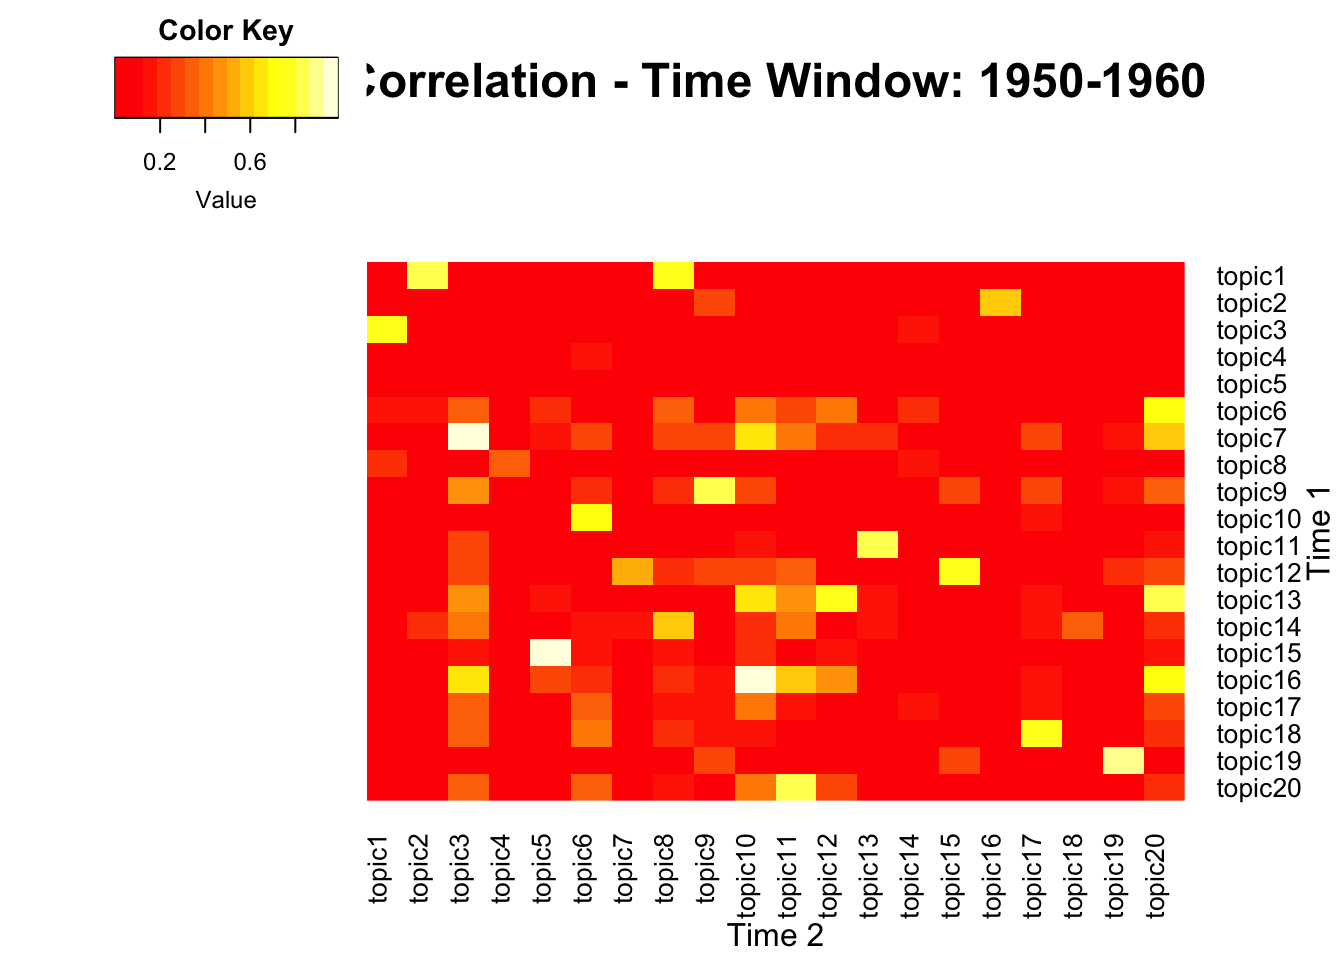 Color Key
orrelation - Time Window: 1950-1960
0.2
0.6
Value
topic1
topic2
topic3
topic4
topic5
topic6
topic7
topic8
topic9
topic10
topic11
topic12
topic13
topic14
topic15
topic16
topic17
topic18
topic19
topic20
Time 1
topic1
topic2
topic3
topic4
topic5
topic6
topic7
topic8
topic9
topic10
topic11
topic12
topic13
topic14
topic15
topic16
topic17
topic18
topic19
topic20
Time 2